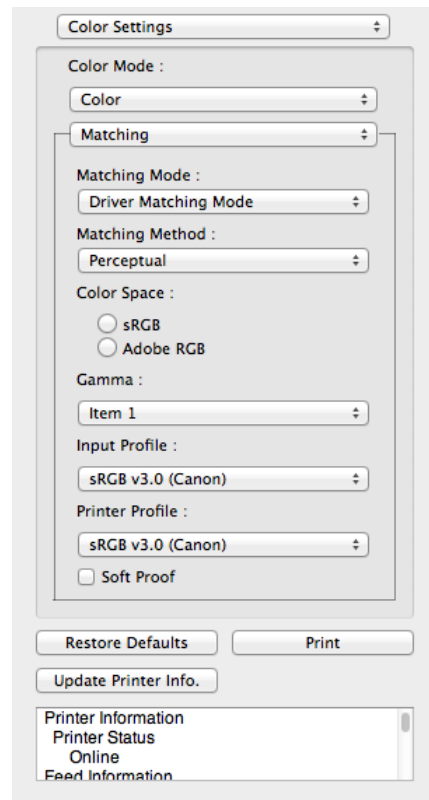 Color Settings
Color Mode :
Color
Matching
Matching Mode :
Driver Matching Mode
Matching Method :
Perceptual
Color Space :
sRGB
Adobe RGB
Gamma :
Item 1
Input Profile :
sRGB v3.0 (Canon)
Printer Profile :
sRGB v3.0 (Canon)
Soft Proof
Restore Defaults Print
Update Printer Info.
Printer Information
Printer Status
Online
Feed Information